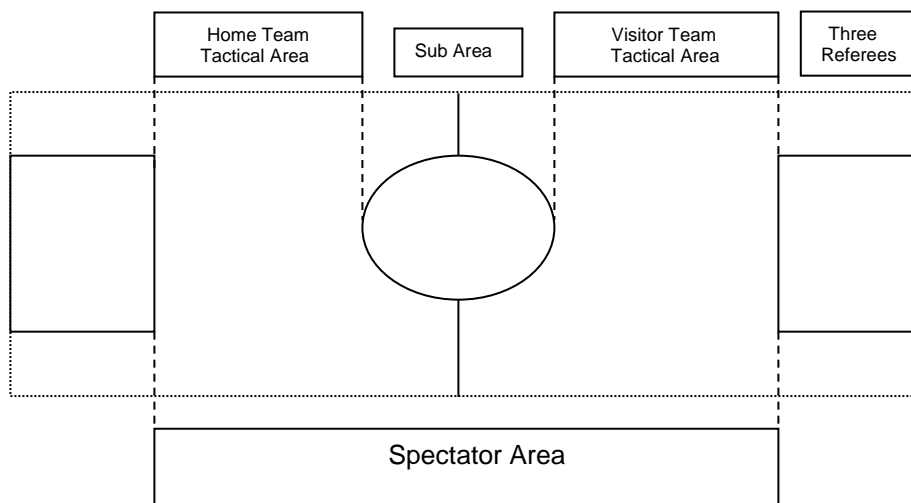 Home Team
Tactical Area
Sub Area
Visitor Team
Tactical Area
Three
Referees
Spectator Area